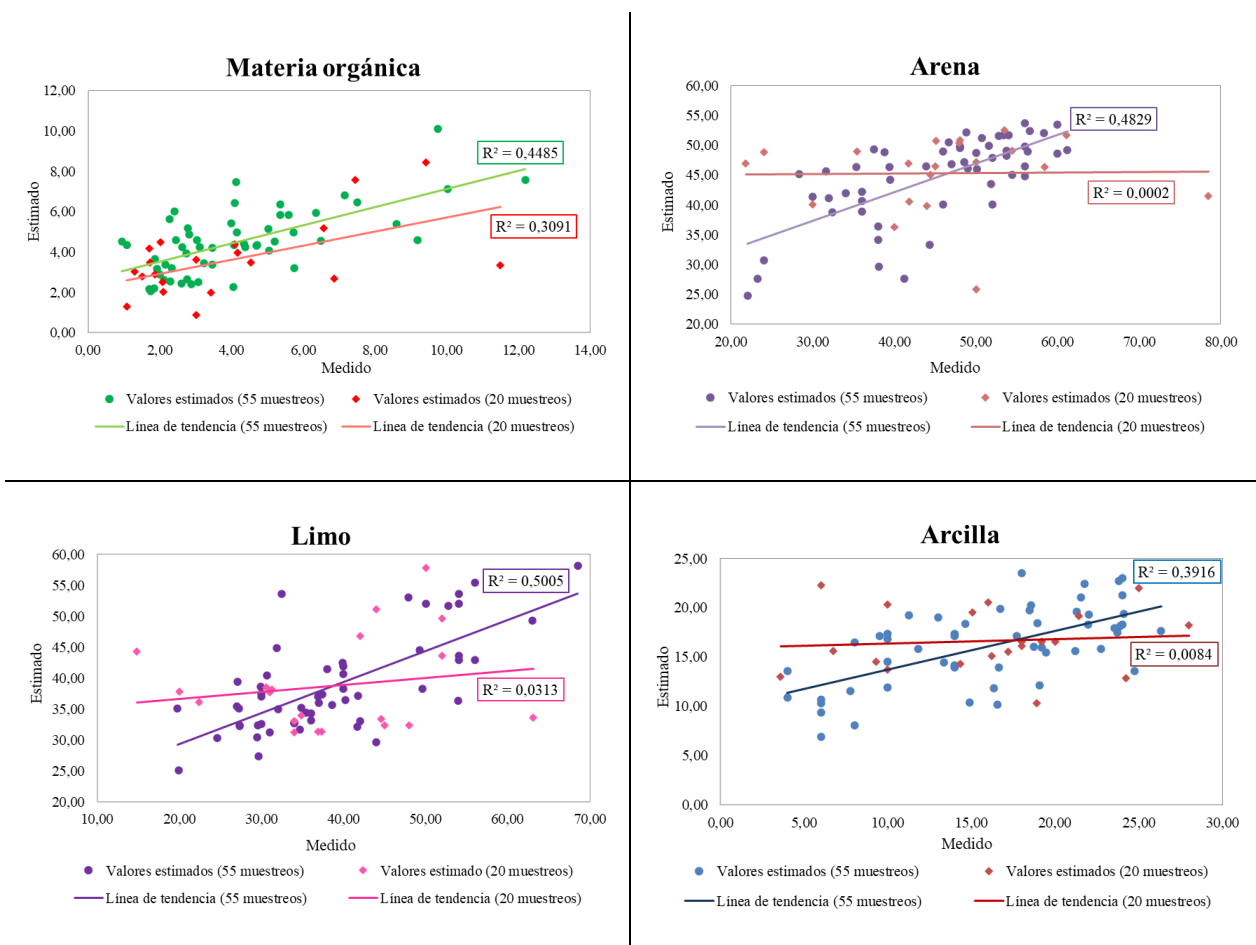 Materia orgánica
12,00
10,00
8,00
6,00
4,00
2,00
0,00
Estimado
R² = 0,4485
R² = 0,3091
0,00 2,00 4,00 6,00 8,00 10,00 12,00 14,00
Medido
Valores estimados (55 muestreos) Valores estimados (20 muestreos)
Línea de tendencia (55 muestreos) Línea de tendencia (20 muestreos)
Arena
60,00
55,00
50,00
45,00
40,00
35,00
30,00
25,00
20,00
Estimado
R² = 0,4829
R² = 0,0002
20,00 30,00 40,00 50,00 60,00 70,00 80,00
Medido
Valores estimados (55 muestreos) Valores estimados (20 muestreos)
Línea de tendencia (55 muestreos) Línea de tendencia (20 muestreos)
Limo
60,00
55,00
50,00
45,00
40,00
35,00
30,00
25,00
20,00
Estimado
R² = 0,5005
R² = 0,0313
10,00 20,00 30,00 40,00 50,00 60,00 70,00
Medido
Valores estimados (55 muestreos) Valores estimado (20 muestreos)
Línea de tendencia (55 muestreos) Línea de tendencia (20 muestreos)
Arcilla
25,00
20,00
15,00
10,00
5,00
0,00
Estimado
R² = 0,3916
R² = 0,0084
0,00 5,00 10,00 15,00 20,00 25,00 30,00
Medido
Valores estimados (55 muestreos) Valores estimados (20 muestreos)
Línea de tendencia (55 muestreos) Línea de tendencia (20 muestreos)